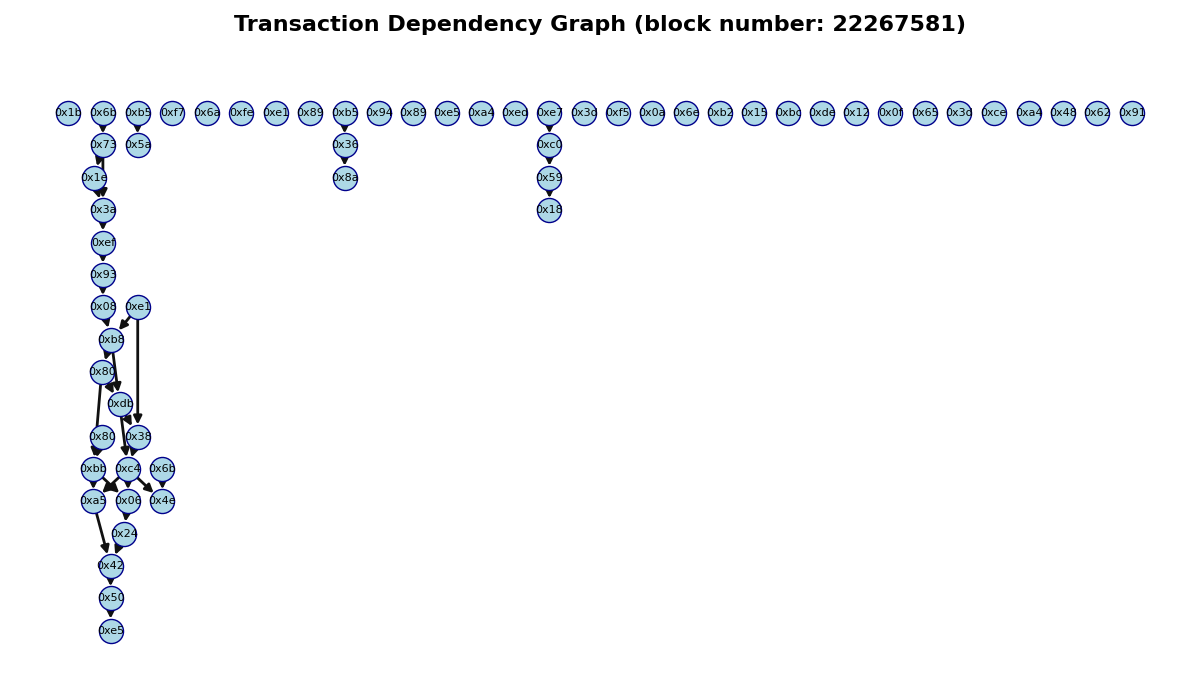 Transaction Dependency Graph (block number: 22267581)
0x1b 0x6b 0xb5 0xf7 0x6a 0xfe 0xe1 0x89 0xb5 0x94 0x89 0xe5 0xa4 0xed 0xe7 0x3d 0xf5 0x0a 0x6e 0xb2 0x15 0xbd 0xde 0x12 0x0f 0x65 0x3d 0xce 0xa4 0x48 0x62 0x91
0x73 0x5a 0x36 0xc0
0x1e 0x8a 0x59
0x3a 0x18
0xef
0x93
0x08 0xe1
0xb8
0x80
0xdb
0x80 0x38
0xbb 0xc4 0x6b
0xa5 0x06 0x4e
0x24
0x42
0x50
0xe5